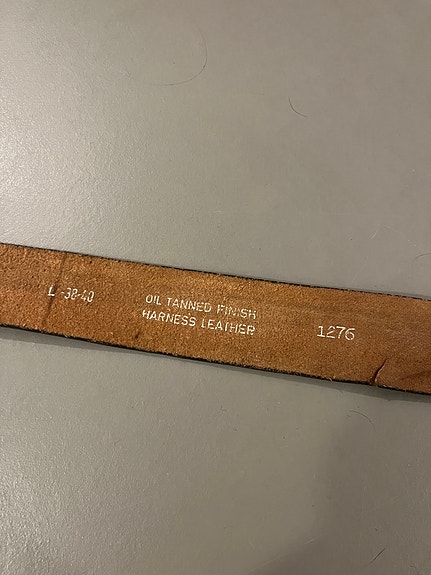 L -38-40
OIL TANNED FINISH
HARNESS LEATHER
1276